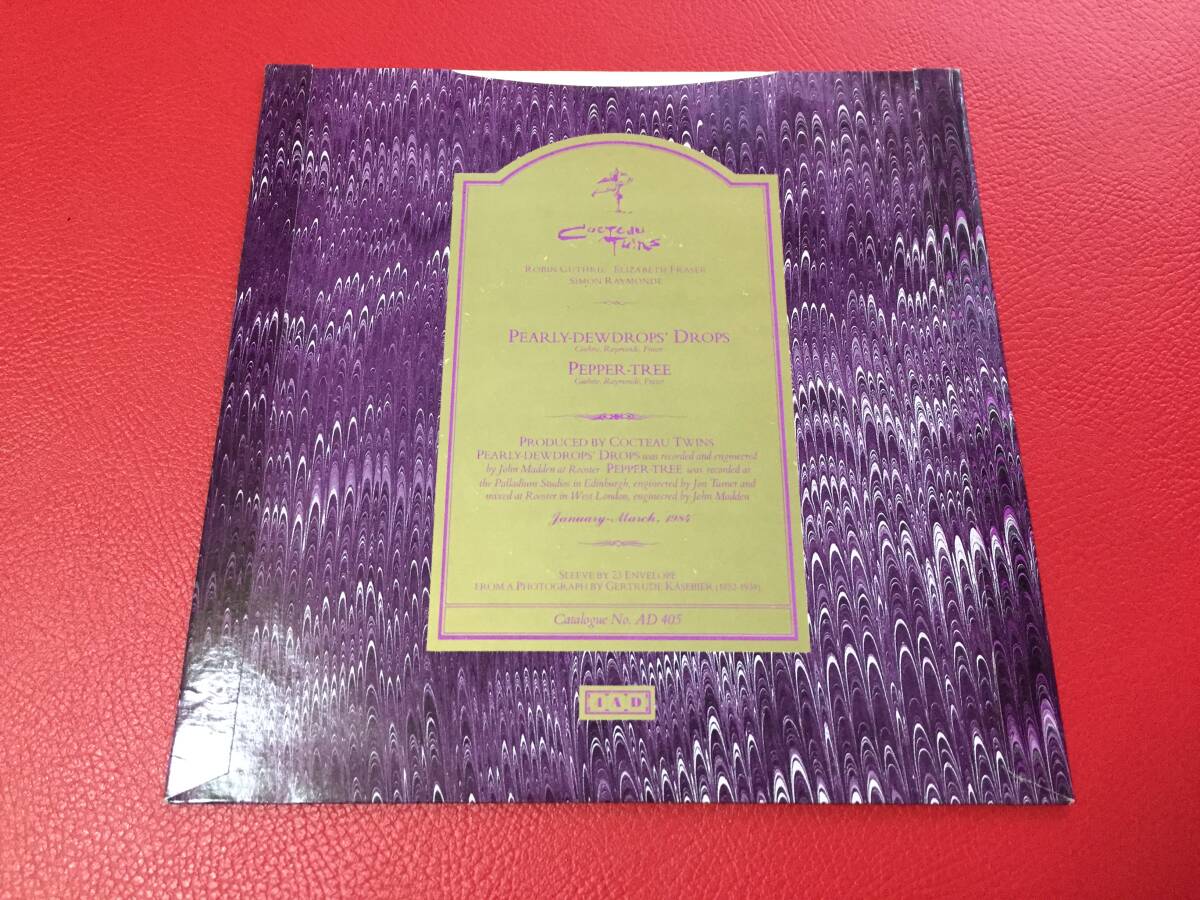 Cocteau
Twins
ROBIN GUTHRIE ELIZABETH FRASER
SIMON RAYMONDE
PEARLY-DEWDROPS' DROPS
Guthrie, Raymonde, Fraser
PEPPER-TREE
Guthrie, Raymonde, Fraser
PRODUCED BY COCTEAU TWINS
PEARLY-DEWDROPS' DROPS was recorded and engineered
by John Madden at Rooster PEPPER-TREE was recorded at
the Palladium Studios in Edinburgh, engineered by Jon Turner and
mixed at Rooster in West London, engineered by John Madden
January-March, 1984
SLEEVE BY 23 ENVELOPE
FROM A PHOTOGRAPH BY GERTRUDE KÄSEBIER (1852-1934)
Catalogue No. AD 405
4AD